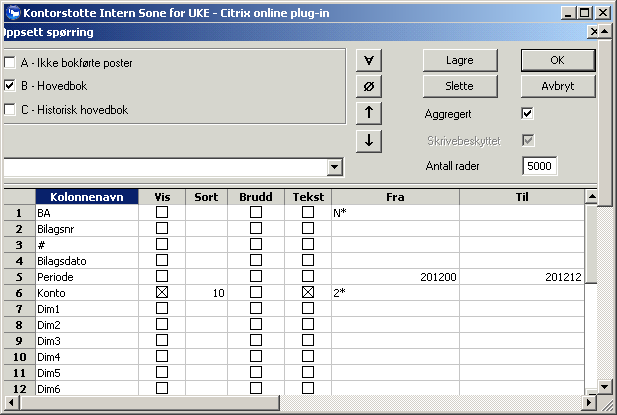 Kontorstotte Intern Sone for UKE - Citrix online plug-in
Oppsett spørring
A - Ikke bokførte poster
B - Hovedbok
C - Historisk hovedbok
∀
Ø
↑
↓
Lagre OK
Slette Avbryt
Aggregert
Skrivebeskyttet
Antall rader 5000
Kolonnenavn Vis Sort Brudd Tekst Fra Til
1 BA N*
2 Bilagsnr
3 #
4 Bilagsdato
5 Periode 201200 201212
6 Konto 10 2*
7 Dim1
8 Dim2
9 Dim3
10 Dim4
11 Dim5
12 Dim6